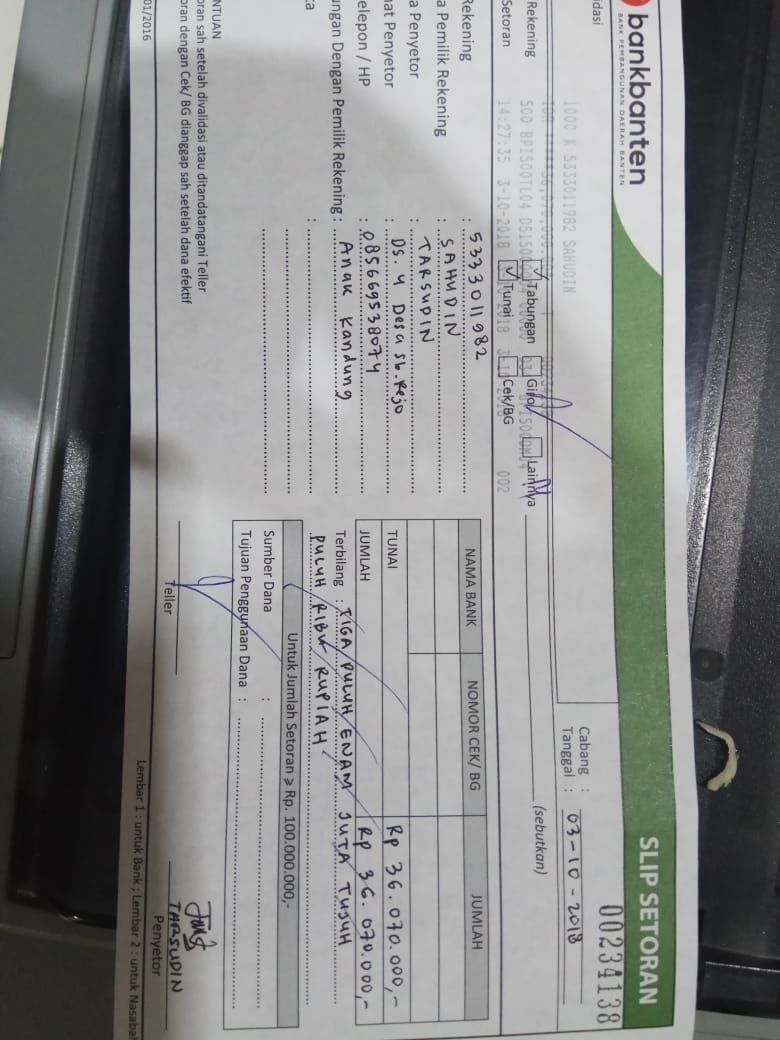 bankbanten
BANK PEMBANGUNAN DAERAH BANTEN
SLIP SETORAN
00234138
idasi
1000 K 5333011982 SAHUDIN
500 BPIS00TL04
14:27:35 3-10-2018
002
Cabang :
Tanggal : 03-10-2018
Rekening
Tabungan
Giro
Lainnya
(sebutkan)
Setoran
Tunai
Cek/BG
Rekening : 5333011982
a Pemilik Rekening : SAHUDIN
a Penyetor : TARSUDIN
at Penyetor : Ds. 4 Desa Sb. Rejo
elepon / HP : 085669538074
ungan Dengan Pemilik Rekening : Anak Kandung
ta :
NAMA BANK NOMOR CEK/ BG JUMLAH
TUNAI Rp 36.070.000,-
JUMLAH Rp 36.070.000,-
Terbilang : TIGA PULUH ENAM JUTA TUJUH
PULUH RIBU RUPIAH
Untuk Jumlah Setoran ≥ Rp. 100.000.000,-
Sumber Dana :
Tujuan Penggunaan Dana :
NTUAN
oran sah setelah divalidasi atau ditandatangani Teller
oran dengan Cek/ BG dianggap sah setelah dana efektif
Teller
TARSUDIN
Penyetor
01/2016
Lembar 1 : untuk Bank ; Lembar 2 : untuk Nasabah